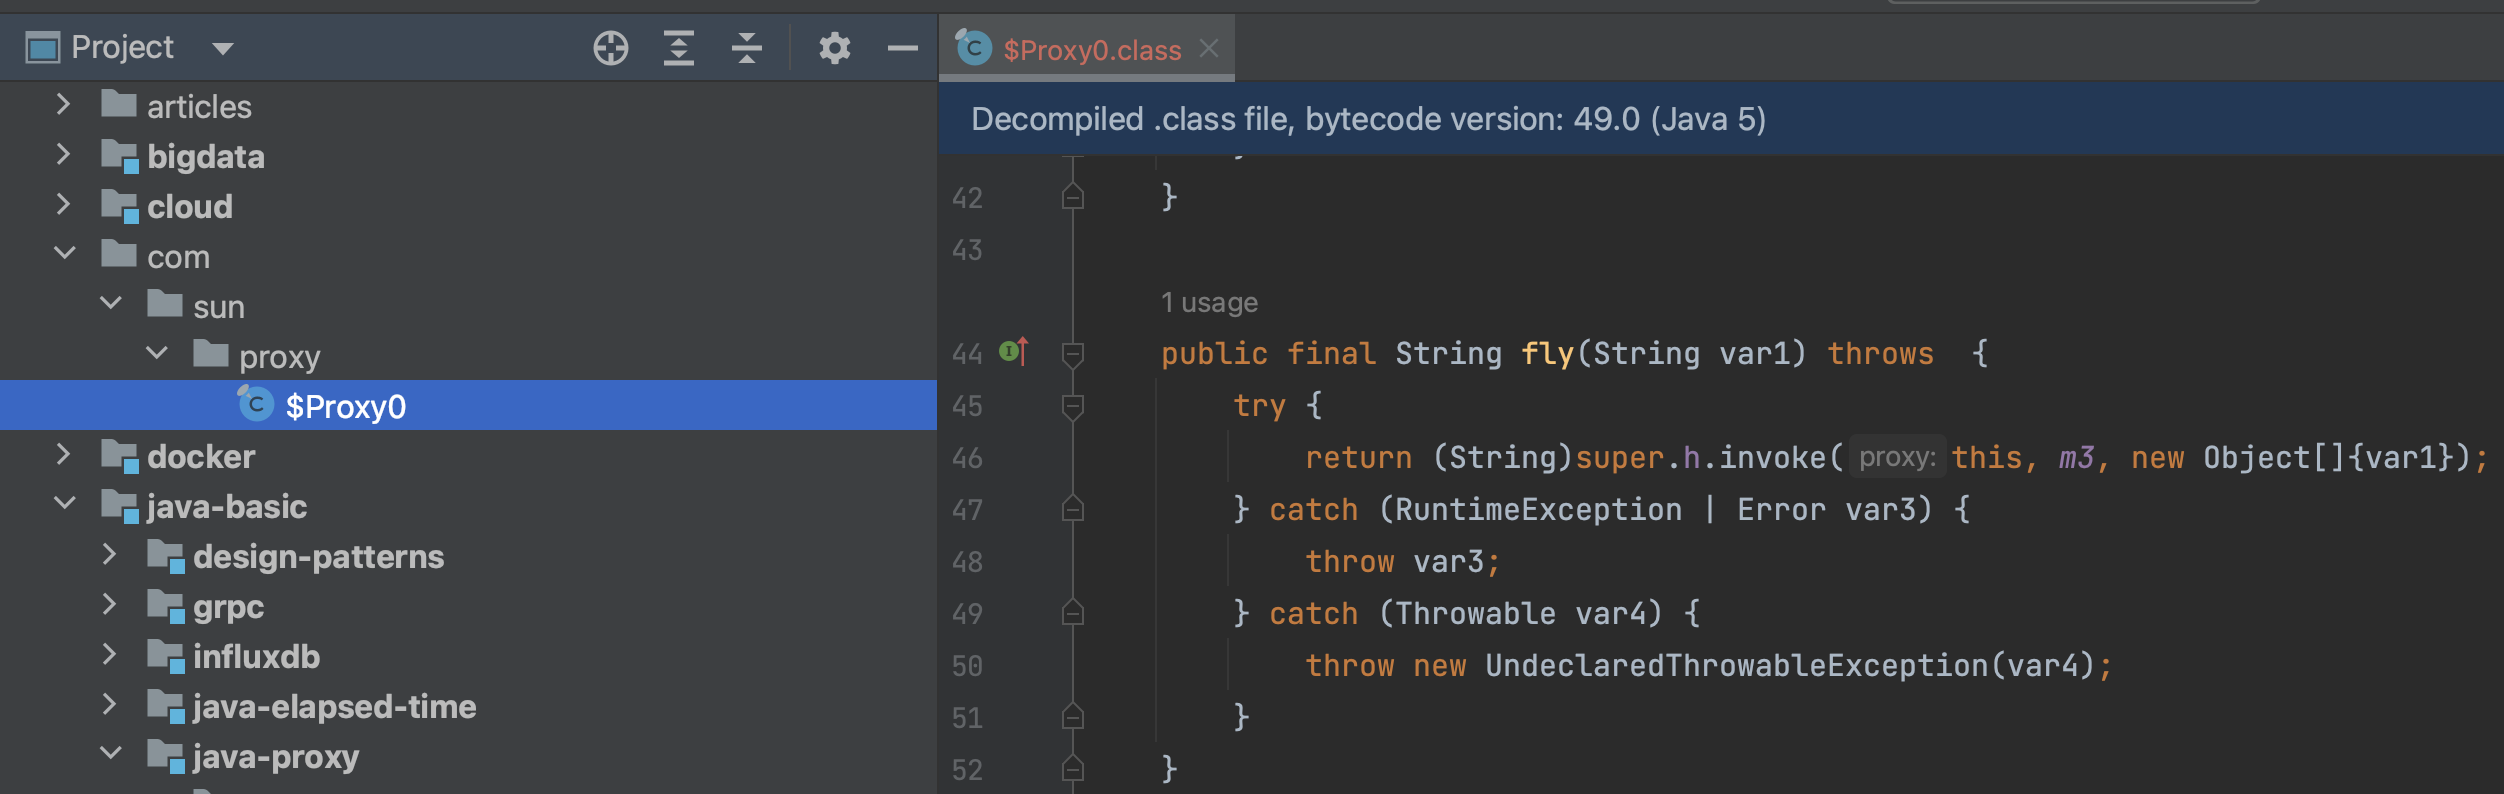 Project
articles
bigdata
cloud
com
sun
proxy
$Proxy0
docker
java-basic
design-patterns
grpc
influxdb
java-elapsed-time
java-proxy
$Proxy0.class
Decompiled .class file, bytecode version: 49.0 (Java 5)
42 }
43
1 usage
44 public final String fly(String var1) throws {
45 try {
46 return (String)super.h.invoke( proxy: this, m3, new Object[]{var1});
47 } catch (RuntimeException | Error var3) {
48 throw var3;
49 } catch (Throwable var4) {
50 throw new UndeclaredThrowableException(var4);
51 }
52 }